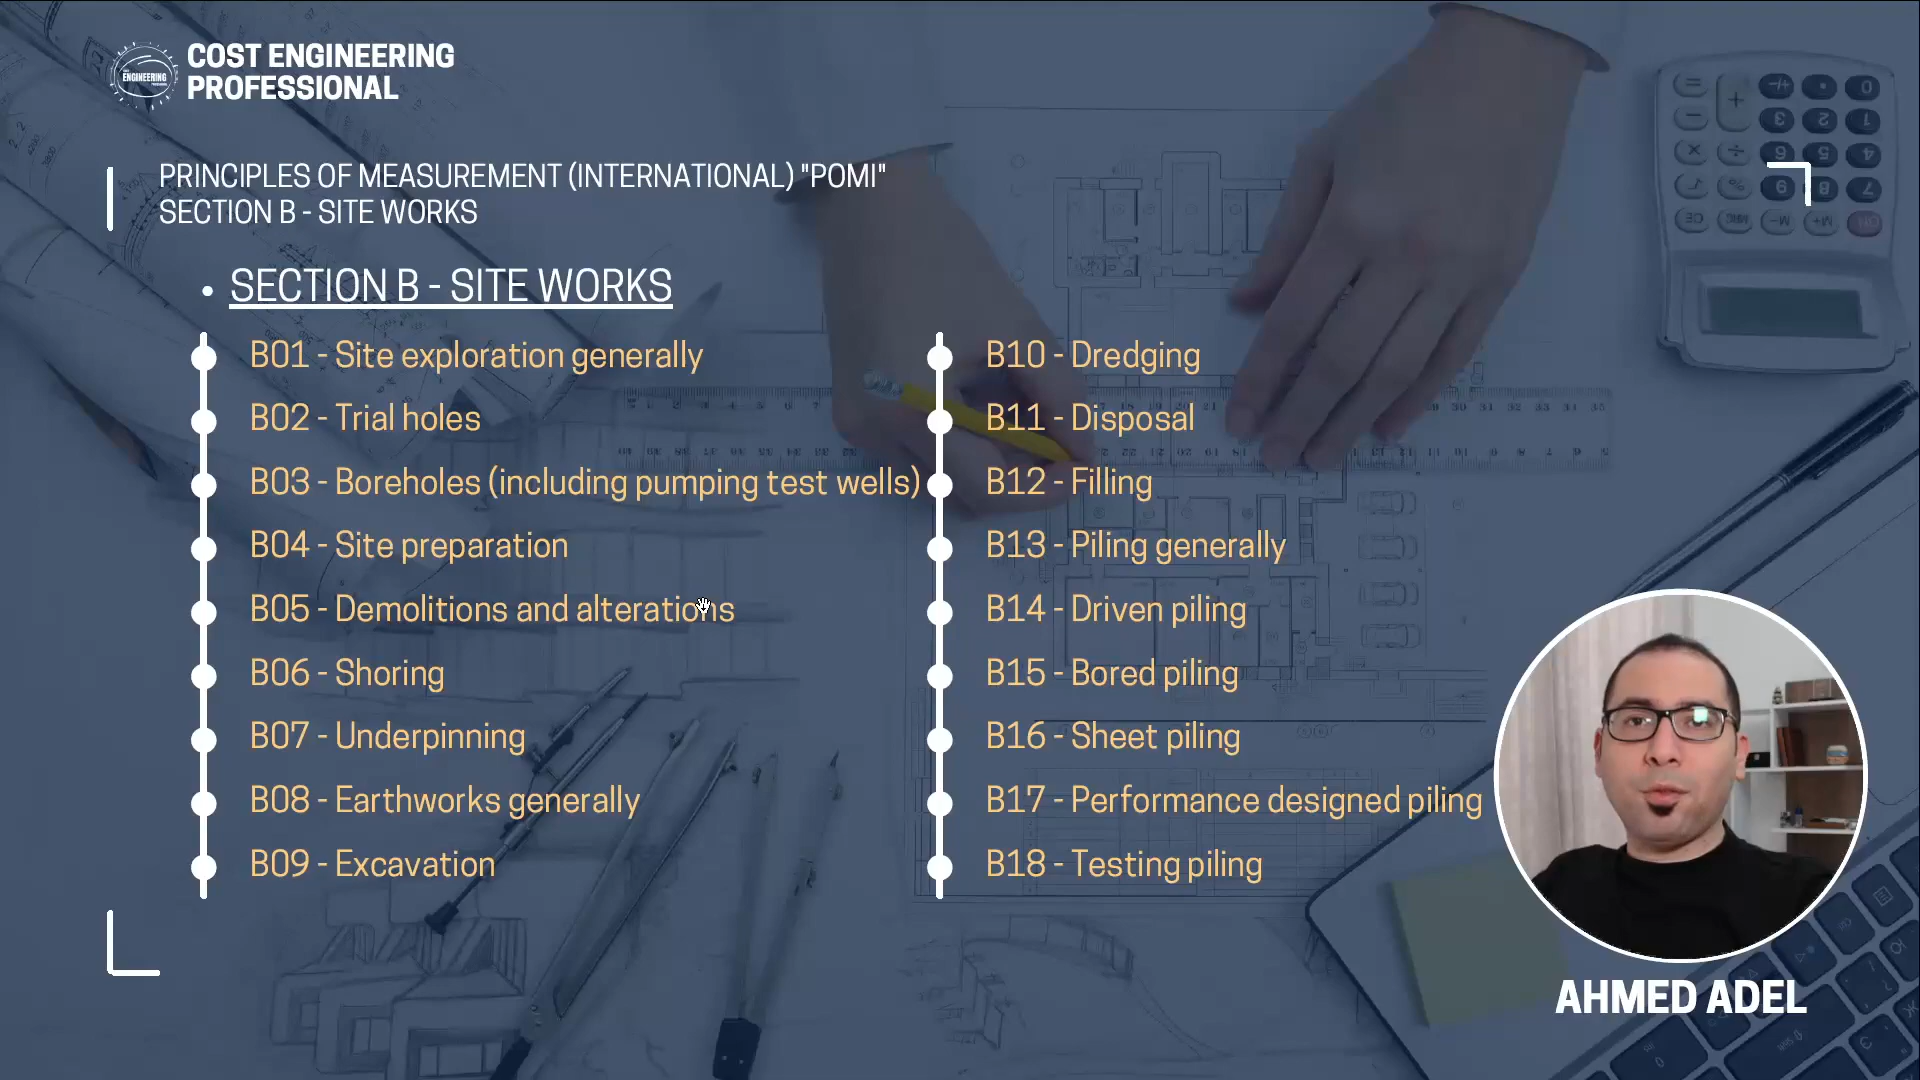 COST ENGINEERING
PROFESSIONAL
ENGINEERING
PRINCIPLES OF MEASUREMENT (INTERNATIONAL) "POMI"
SECTION B - SITE WORKS
• SECTION B - SITE WORKS
B01 - Site exploration generally
B02 - Trial holes
B03 - Boreholes (including pumping test wells)
B04 - Site preparation
B05 - Demolitions and alterations
B06 - Shoring
B07 - Underpinning
B08 - Earthworks generally
B09 - Excavation
B10 - Dredging
B11 - Disposal
B12 - Filling
B13 - Piling generally
B14 - Driven piling
B15 - Bored piling
B16 - Sheet piling
B17 - Performance designed piling
B18 - Testing piling
AHMED ADEL